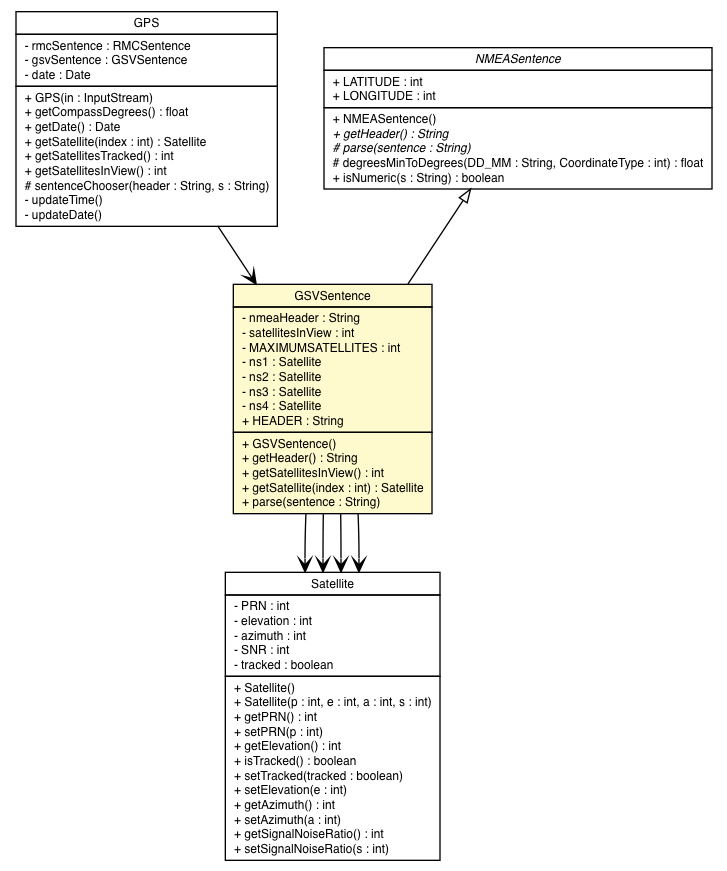 GPS
- rmcSentence : RMCSentence
- gsvSentence : GSVSentence
- date : Date
+ GPS(in : InputStream)
+ getCompassDegrees() : float
+ getDate() : Date
+ getSatellite(index : int) : Satellite
+ getSatellitesTracked() : int
+ getSatellitesInView() : int
# sentenceChooser(header : String, s : String)
- updateTime()
- updateDate()
NMEASentence
+ LATITUDE : int
+ LONGITUDE : int
+ NMEASentence()
+ getHeader() : String
# parse(sentence : String)
# degreesMinToDegrees(DD_MM : String, CoordinateType : int) : float
+ isNumeric(s : String) : boolean
GSVSentence
- nmeaHeader : String
- satellitesInView : int
- MAXIMUMSATELLITES : int
- ns1 : Satellite
- ns2 : Satellite
- ns3 : Satellite
- ns4 : Satellite
+ HEADER : String
+ GSVSentence()
+ getHeader() : String
+ getSatellitesInView() : int
+ getSatellite(index : int) : Satellite
+ parse(sentence : String)
Satellite
- PRN : int
- elevation : int
- azimuth : int
- SNR : int
- tracked : boolean
+ Satellite()
+ Satellite(p : int, e : int, a : int, s : int)
+ getPRN() : int
+ setPRN(p : int)
+ getElevation() : int
+ isTracked() : boolean
+ setTracked(tracked : boolean)
+ setElevation(e : int)
+ getAzimuth() : int
+ setAzimuth(a : int)
+ getSignalNoiseRatio() : int
+ setSignalNoiseRatio(s : int)